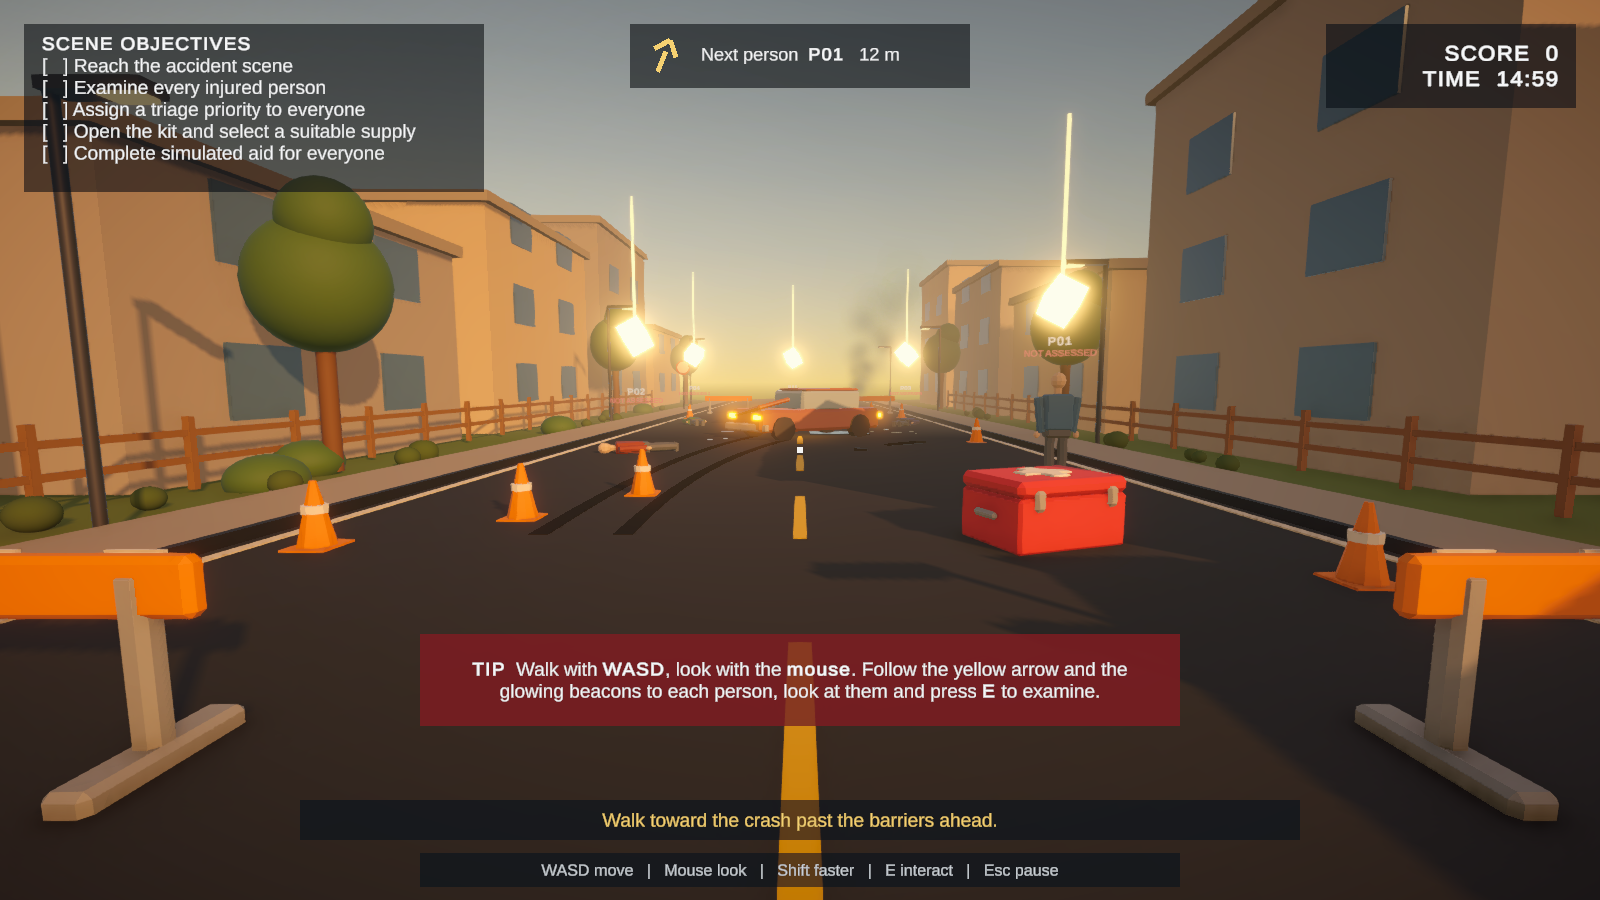 SCENE OBJECTIVES
[ ] Reach the accident scene
[ ] Examine every injured person
[ ] Assign a triage priority to everyone
[ ] Open the kit and select a suitable supply
[ ] Complete simulated aid for everyone
Next person P01 12 m
SCORE 0
TIME 14:59
P01
NOT ASSESSED
P02
TIP Walk with WASD, look with the mouse. Follow the yellow arrow and the
glowing beacons to each person, look at them and press E to examine.
Walk toward the crash past the barriers ahead.
WASD move | Mouse look | Shift faster | E interact | Esc pause